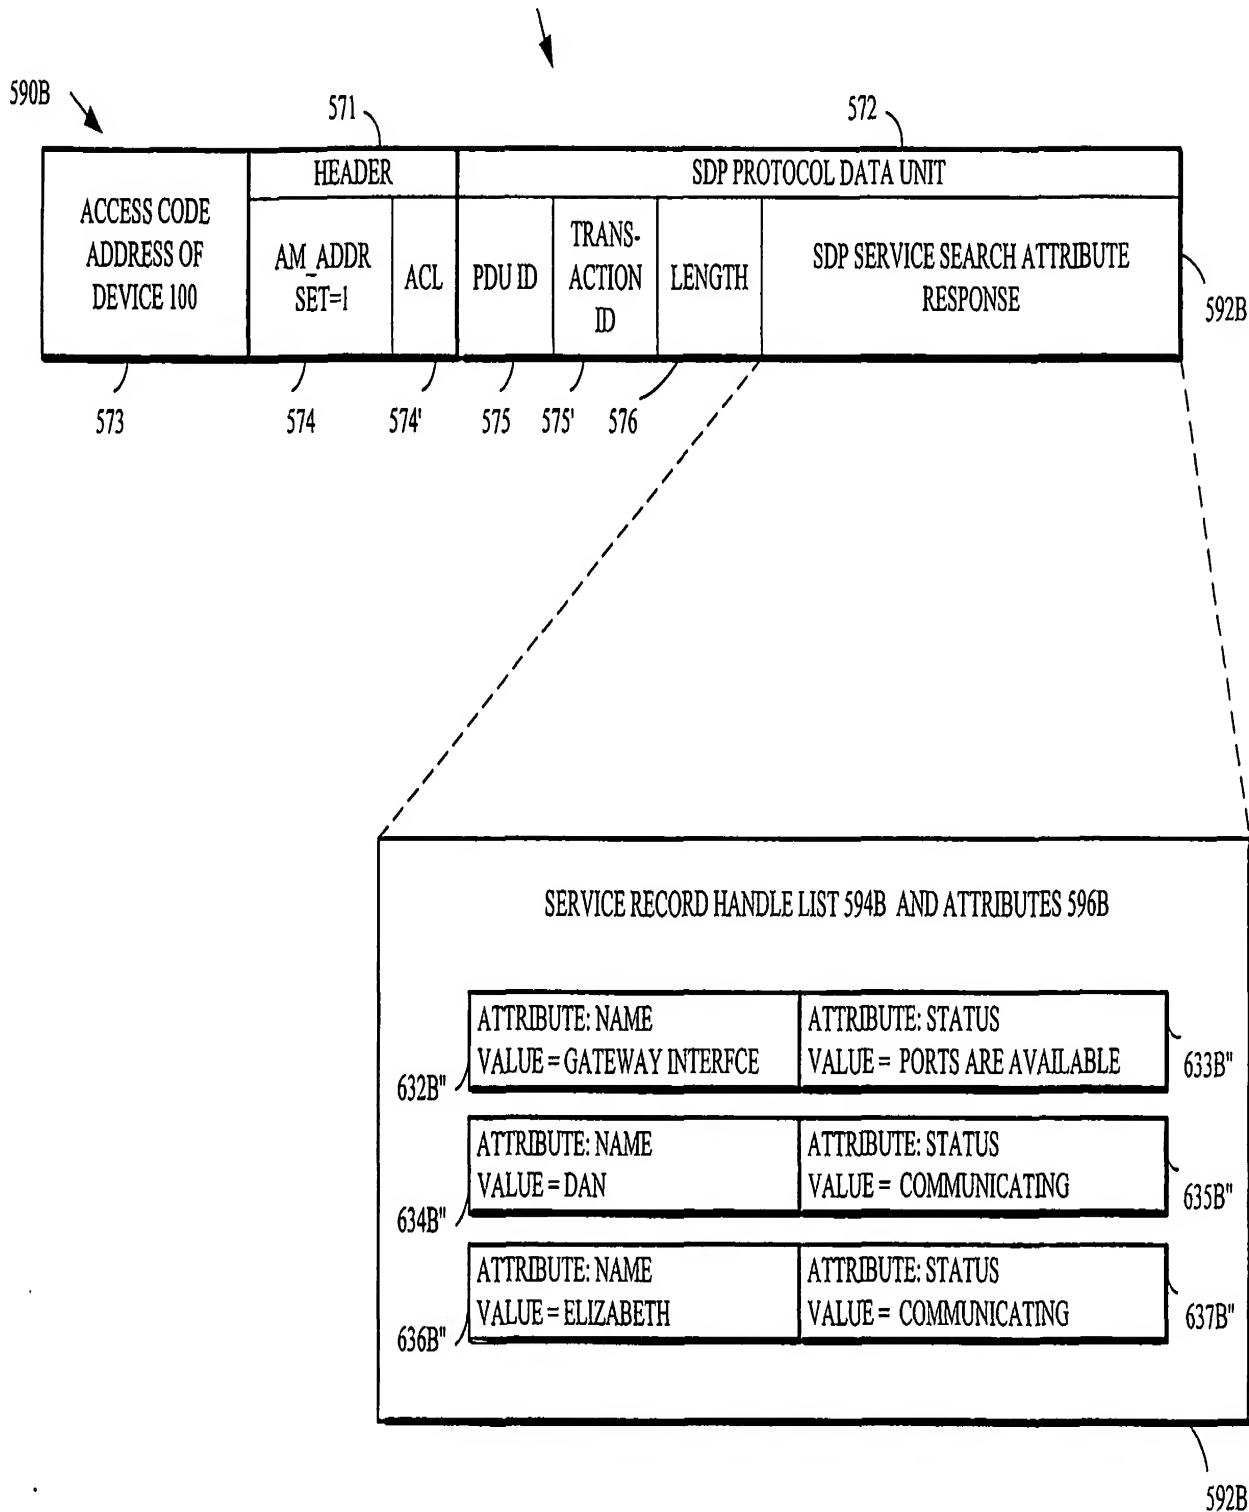 590B
571
572
HEADER
SDP PROTOCOL DATA UNIT
ACCESS CODE
ADDRESS OF
DEVICE 100
AM_ADDR
SET=1
ACL
PDU ID
TRANS-
ACTION
ID
LENGTH
SDP SERVICE SEARCH ATTRIBUTE
RESPONSE
592B
573
574
574'
575
575'
576
SERVICE RECORD HANDLE LIST 594B AND ATTRIBUTES 596B
ATTRIBUTE: NAME
VALUE = GATEWAY INTERFCE
ATTRIBUTE: STATUS
VALUE = PORTS ARE AVAILABLE
632B"
633B"
ATTRIBUTE: NAME
VALUE = DAN
ATTRIBUTE: STATUS
VALUE = COMMUNICATING
634B"
635B"
ATTRIBUTE: NAME
VALUE = ELIZABETH
ATTRIBUTE: STATUS
VALUE = COMMUNICATING
636B"
637B"
592B